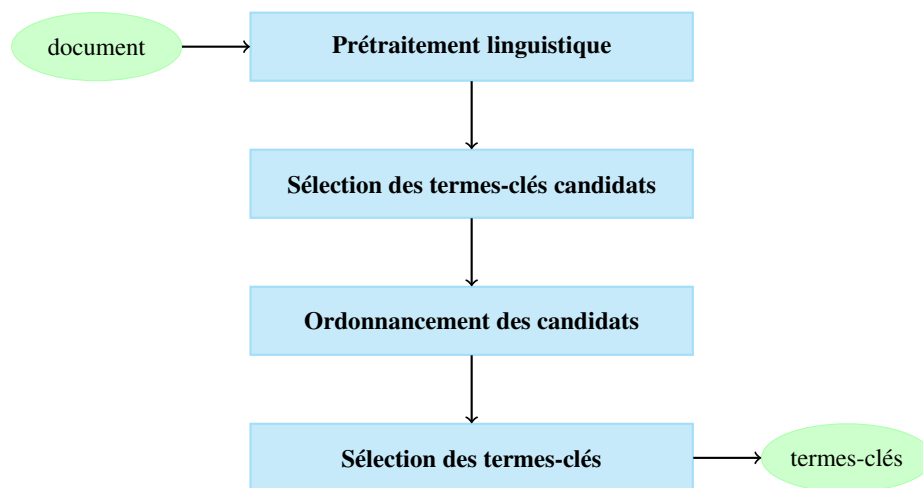 document
Prétraitement linguistique
Sélection des termes-clés candidats
Ordonnancement des candidats
Sélection des termes-clés
termes-clés